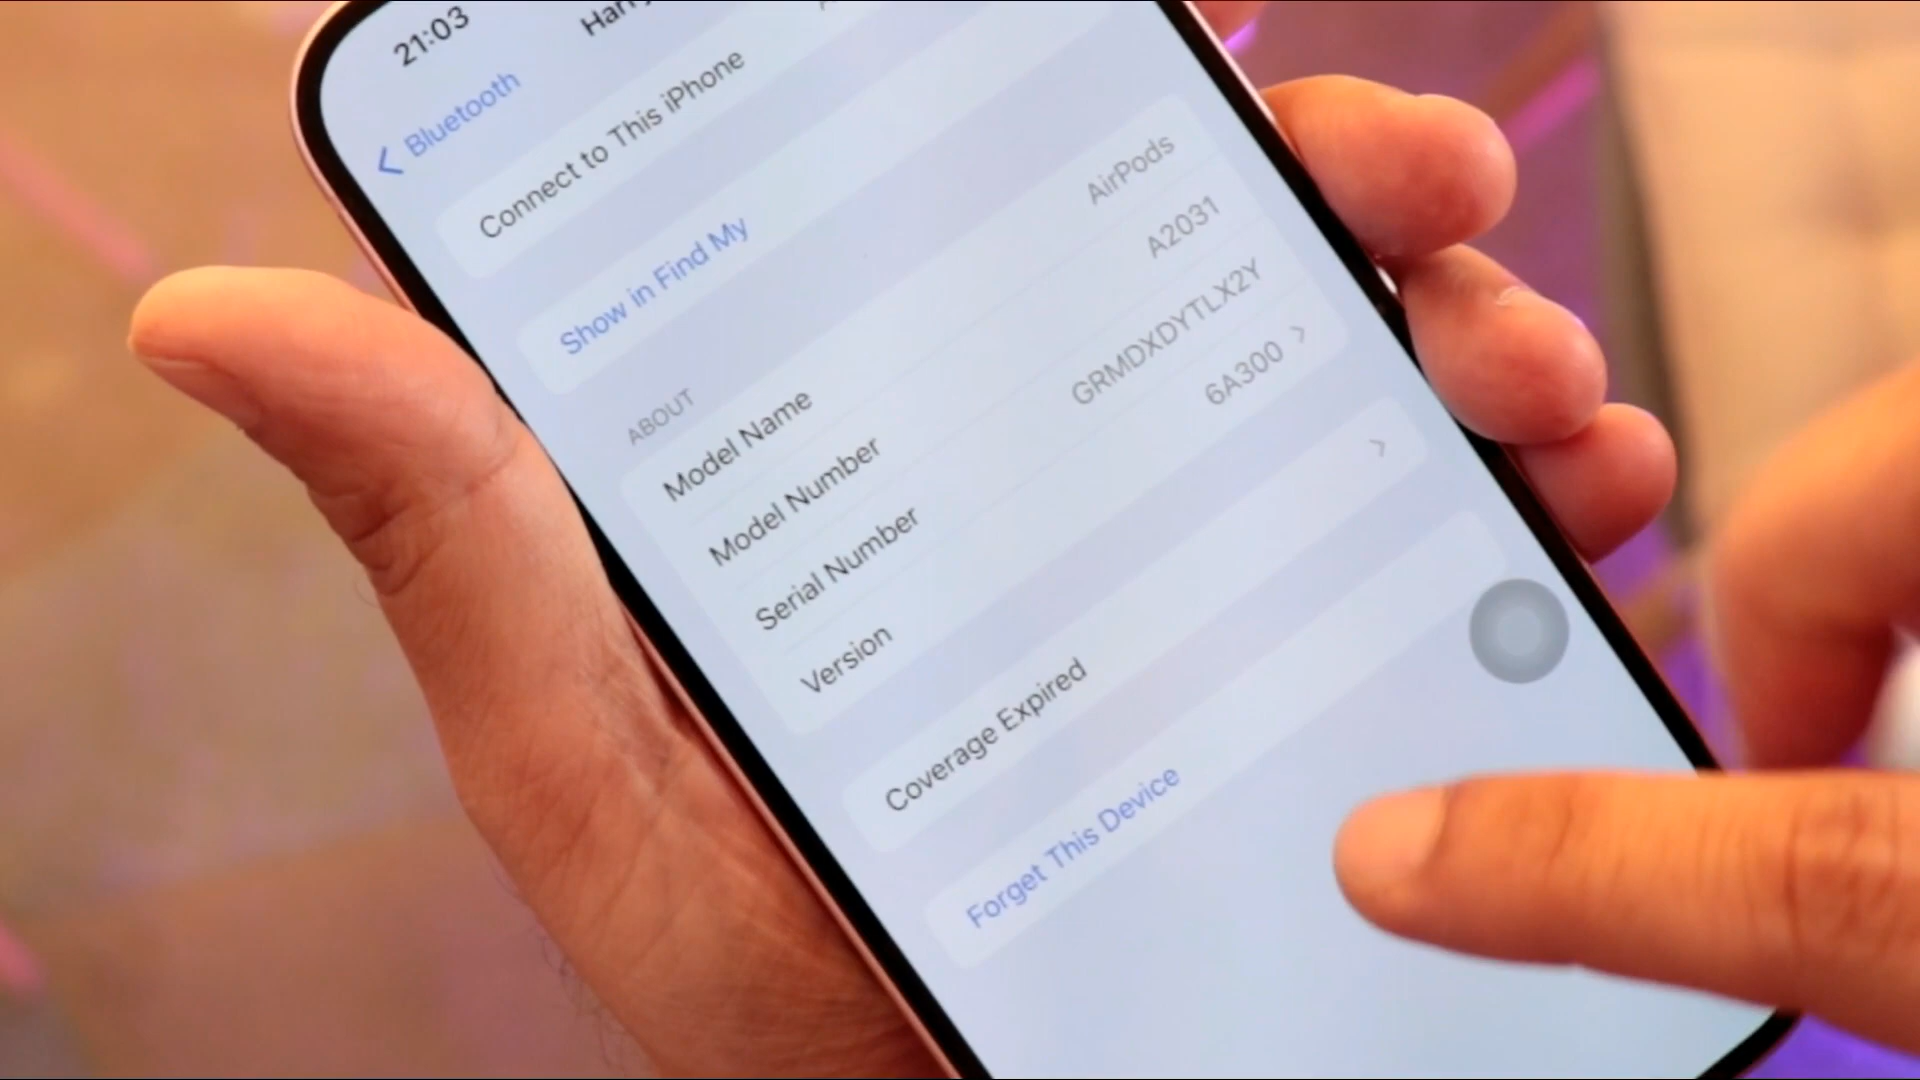 21:03
Bluetooth
Connect to This iPhone
Show in Find My
ABOUT
Model Name AirPods
Model Number A2031
Serial Number GRMDXDYTLX2Y
Version 6A300
Coverage Expired
Forget This Device